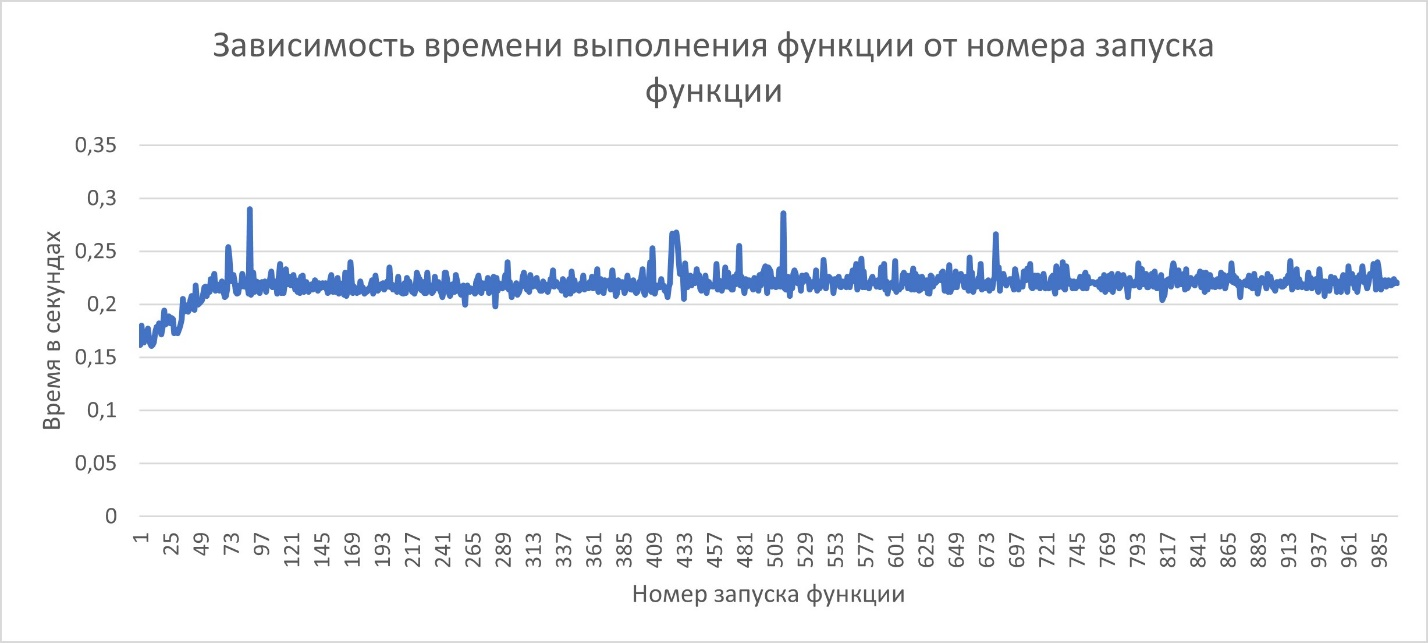 Зависимость времени выполнения функции от номера запуска
функции
0,35
0,3
0,25
0,2
0,15
0,1
0,05
0
Время в секундах
1 25 49 73 97 121 145 169 193 217 241 265 289 313 337 361 385 409 433 457 481 505 529 553 577 601 625 649 673 697 721 745 769 793 817 841 865 889 913 937 961 985
Номер запуска функции